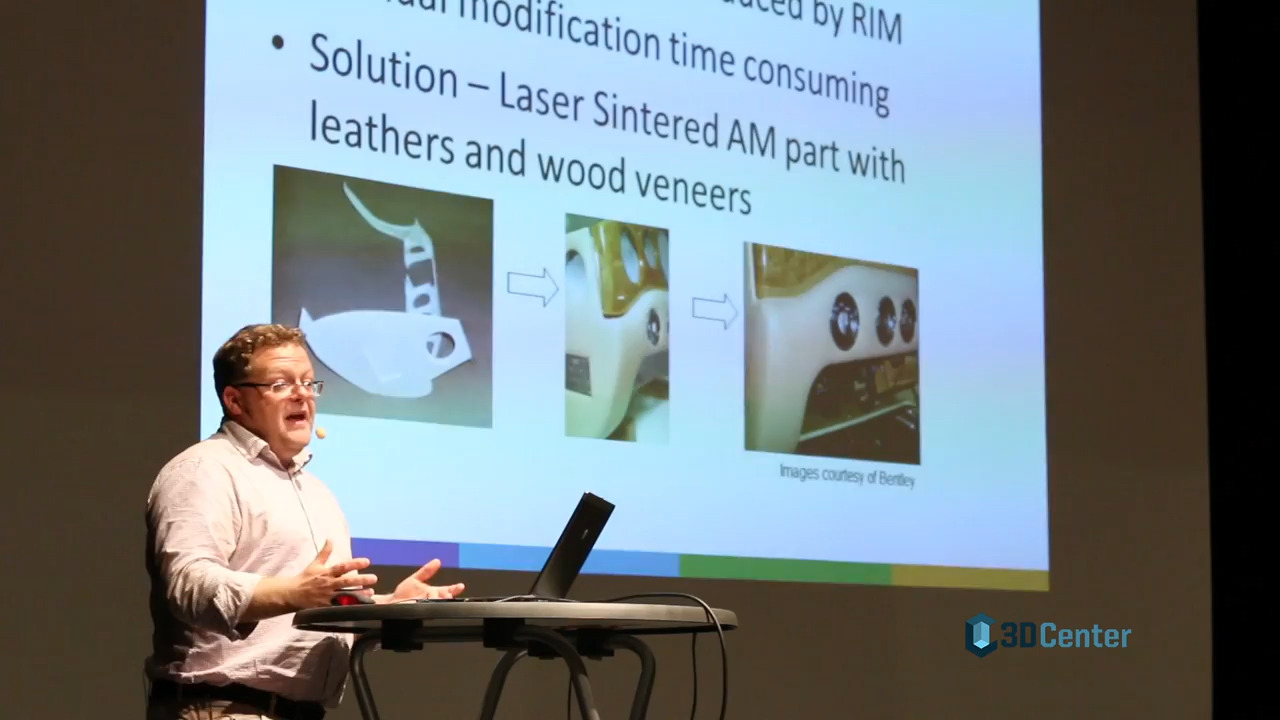 by RIM
modification time consuming
• Solution – Laser Sintered AM part with
leathers and wood veneers
Images courtesy of Bentley
3DCenter